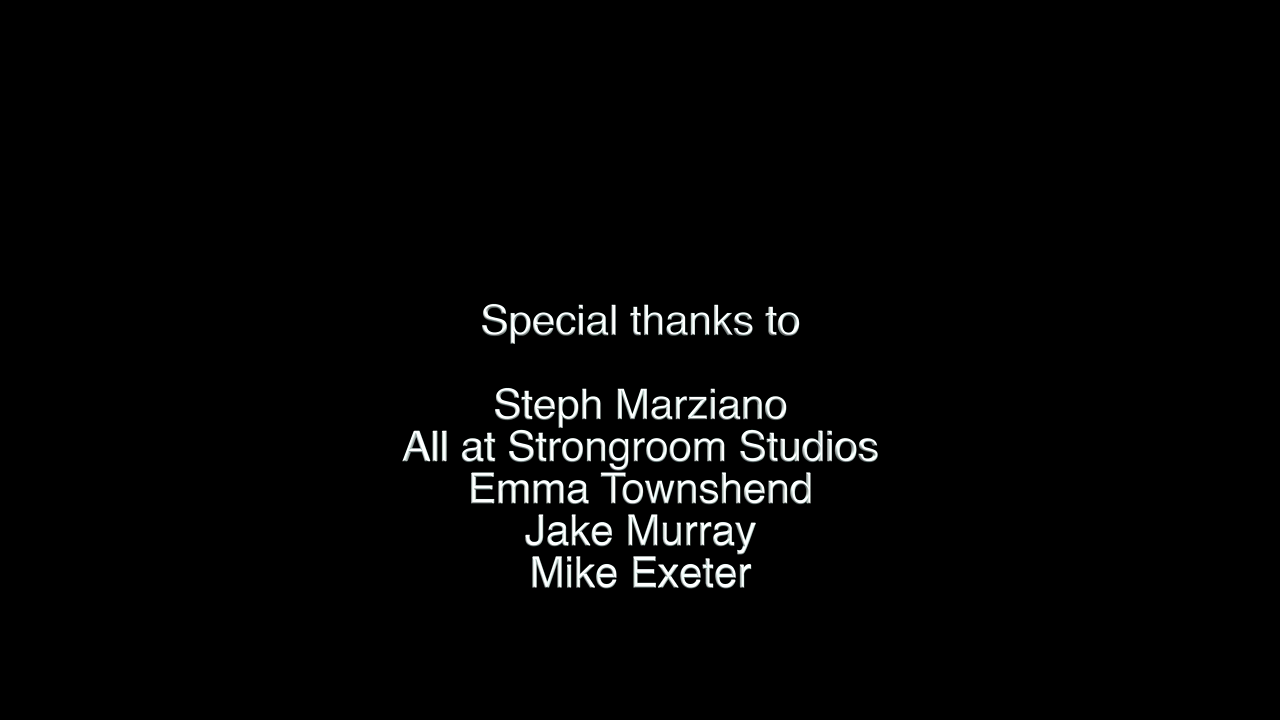 Special thanks to
Steph Marziano
All at Strongroom Studios
Emma Townshend
Jake Murray
Mike Exeter